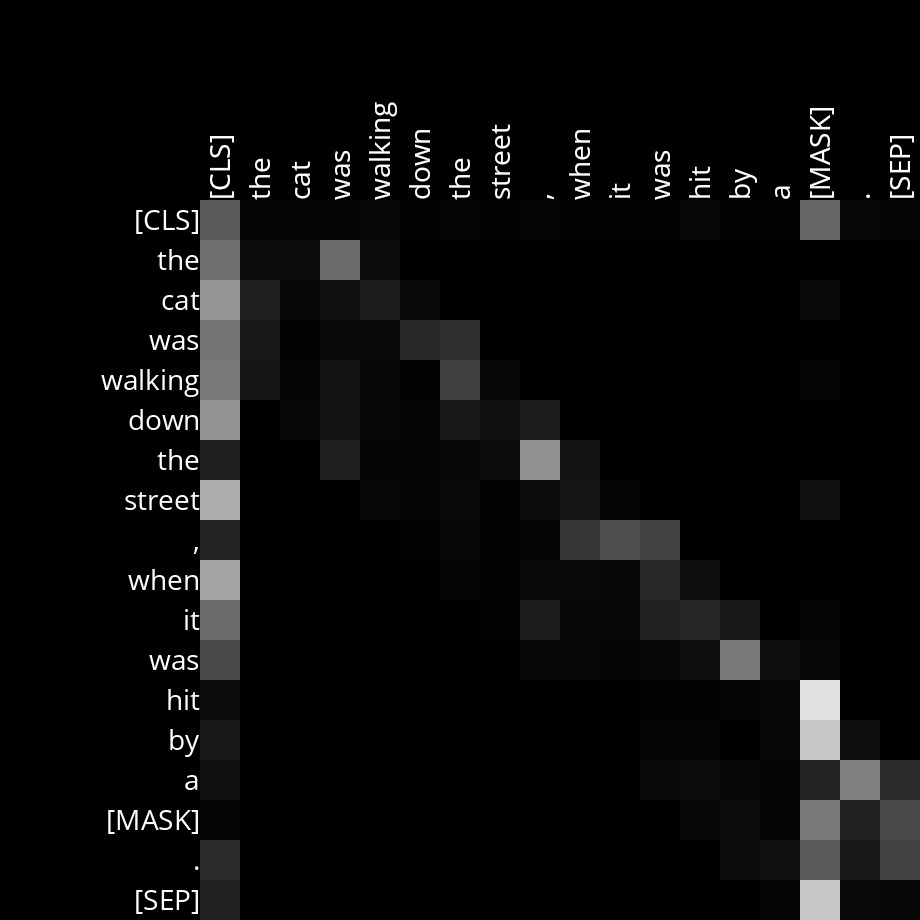 [CLS] the cat was walking down the street , when it was hit by a [MASK] . [SEP]
[CLS]
the
cat
was
walking
down
the
street
,
when
it
was
hit
by
a
[MASK]
.
[SEP]